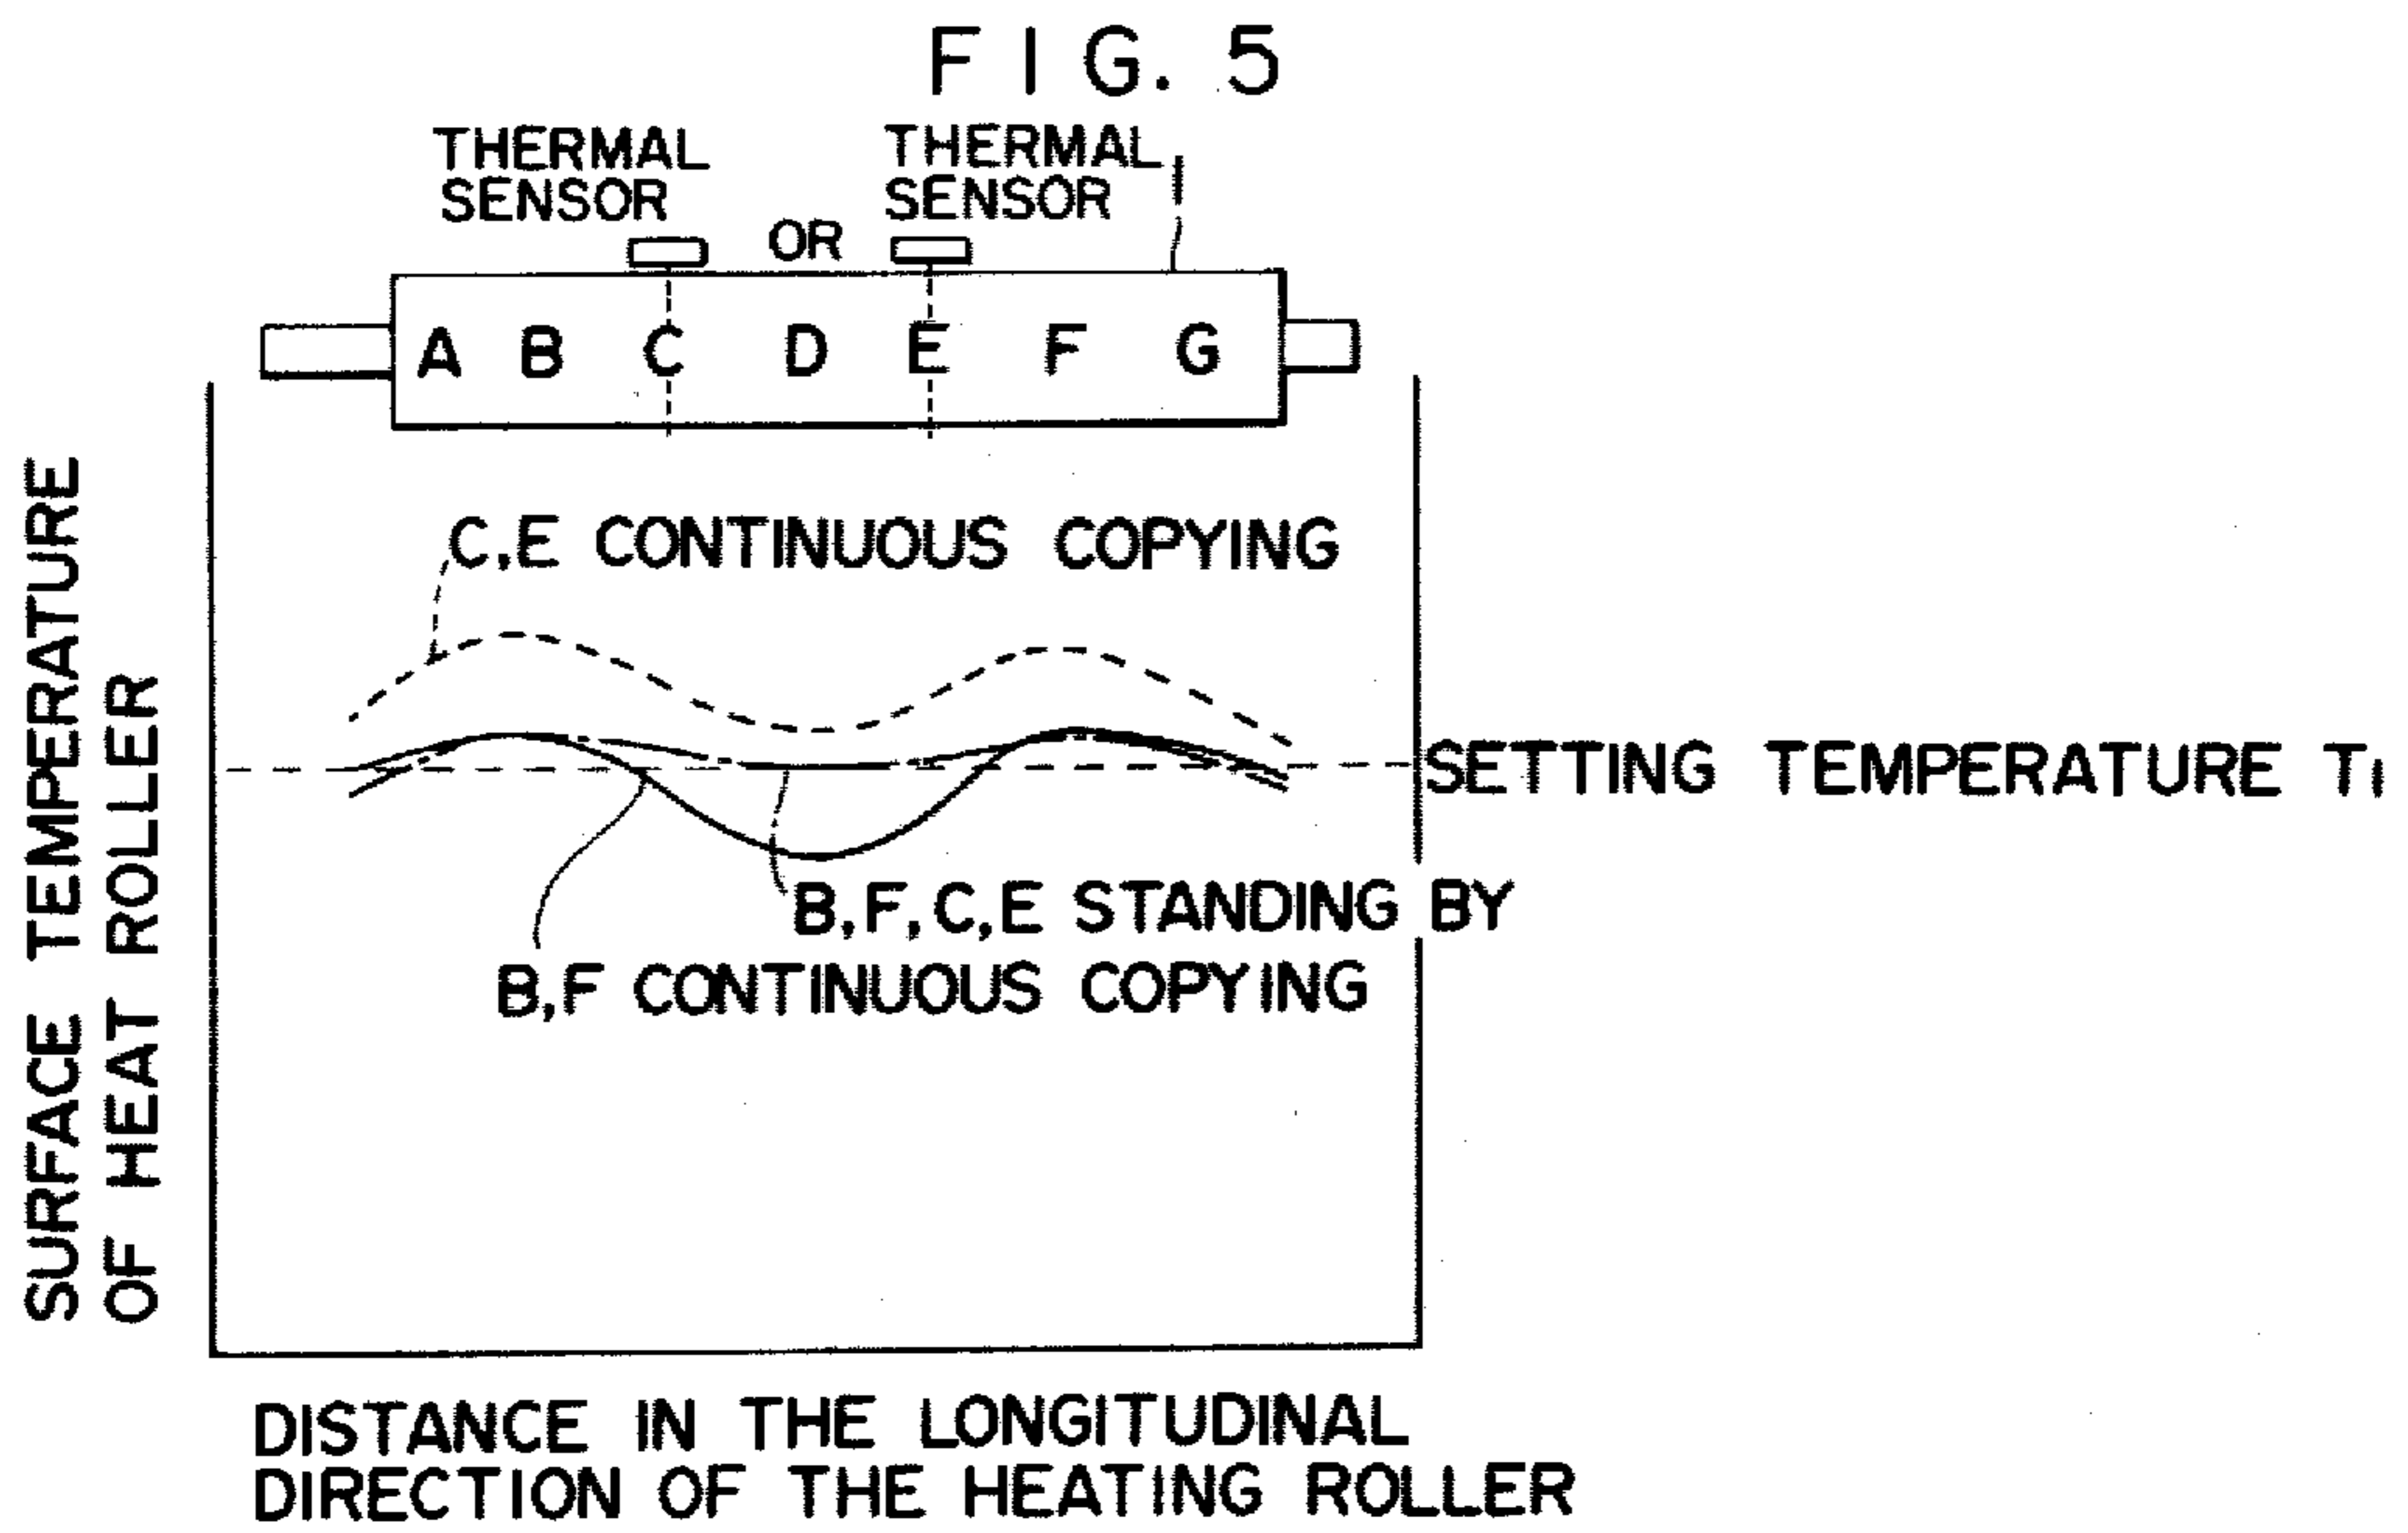 FIG. 5
THERMAL
SENSOR
OR
THERMAL
SENSOR
1
A B C D E F G
C,E CONTINUOUS COPYING
SETTING TEMPERATURE T1
B,F,C,E STANDING BY
B,F CONTINUOUS COPYING
SURFACE TEMPERATURE
OF HEAT ROLLER
DISTANCE IN THE LONGITUDINAL
DIRECTION OF THE HEATING ROLLER